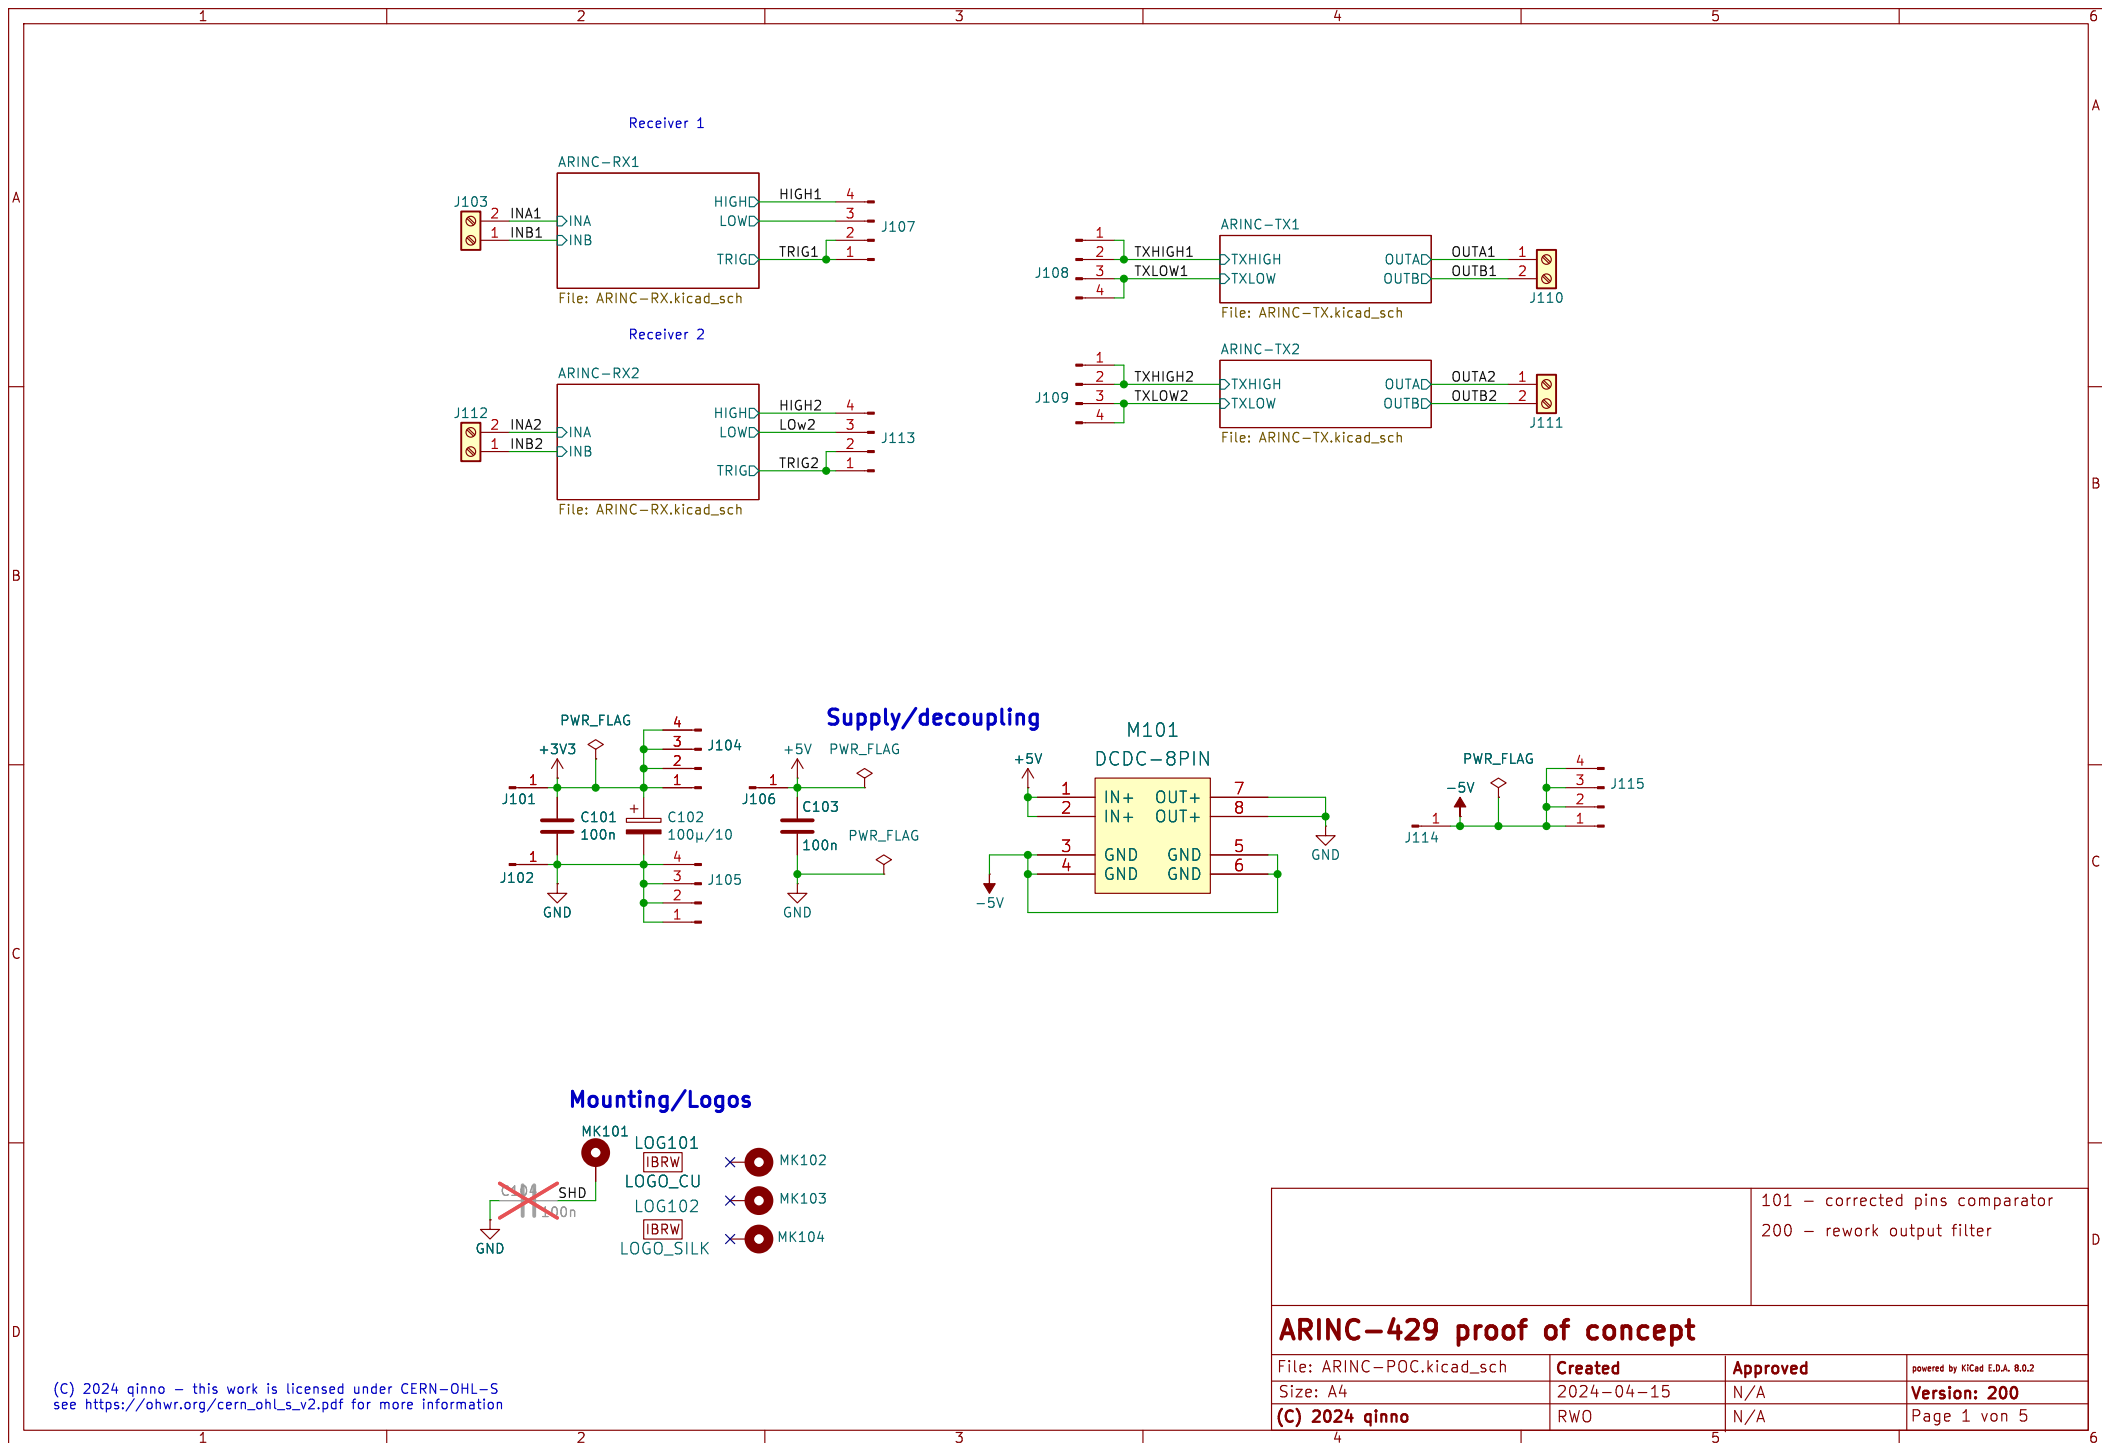 1 2 3 4 5 6
A A
B B
C C
D D
Receiver 1
ARINC-RX1
J103
2 INA1 INA
1 INB1 INB
HIGH HIGH1 4
LOW 3
2
TRIG TRIG1 1
J107
File: ARINC-RX.kicad_sch
Receiver 2
ARINC-RX2
J112
2 INA2 INA
1 INB2 INB
HIGH HIGH2 4
LOW LOw2 3
2
TRIG TRIG2 1
J113
File: ARINC-RX.kicad_sch
ARINC-TX1
J108
1
2 TXHIGH1 TXHIGH
3 TXLOW1 TXLOW
4
OUTA OUTA1 1
OUTB OUTB1 2
J110
File: ARINC-TX.kicad_sch
ARINC-TX2
J109
1
2 TXHIGH2 TXHIGH
3 TXLOW2 TXLOW
4
OUTA OUTA2 1
OUTB OUTB2 2
J111
File: ARINC-TX.kicad_sch
Supply/decoupling
PWR_FLAG
+3V3
4
3
2
1
J104
1
J101
C101
100n
+
C102
100µ/10
1
J102
GND
4
3
2
1
J105
+5V
PWR_FLAG
1
J106
C103
100n
PWR_FLAG
GND
M101
DCDC-8PIN
+5V
1 IN+ OUT+ 7
2 IN+ OUT+ 8
3 GND GND 5
4 GND GND 6
-5V
GND
PWR_FLAG
-5V
1
J114
4
3
2
1
J115
Mounting/Logos
MK101
C104
100n
SHD
GND
LOG101
IBRW
LOGO_CU
LOG102
IBRW
LOGO_SILK
MK102
MK103
MK104
101 - corrected pins comparator
200 - rework output filter
ARINC-429 proof of concept
File: ARINC-POC.kicad_sch Created Approved powered by KiCad E.D.A. 8.0.2
Size: A4 2024-04-15 N/A Version: 200
(C) 2024 qinno RWO N/A Page 1 von 5
(C) 2024 qinno - this work is licensed under CERN-OHL-S
see https://ohwr.org/cern_ohl_s_v2.pdf for more information
1 2 3 4 5 6